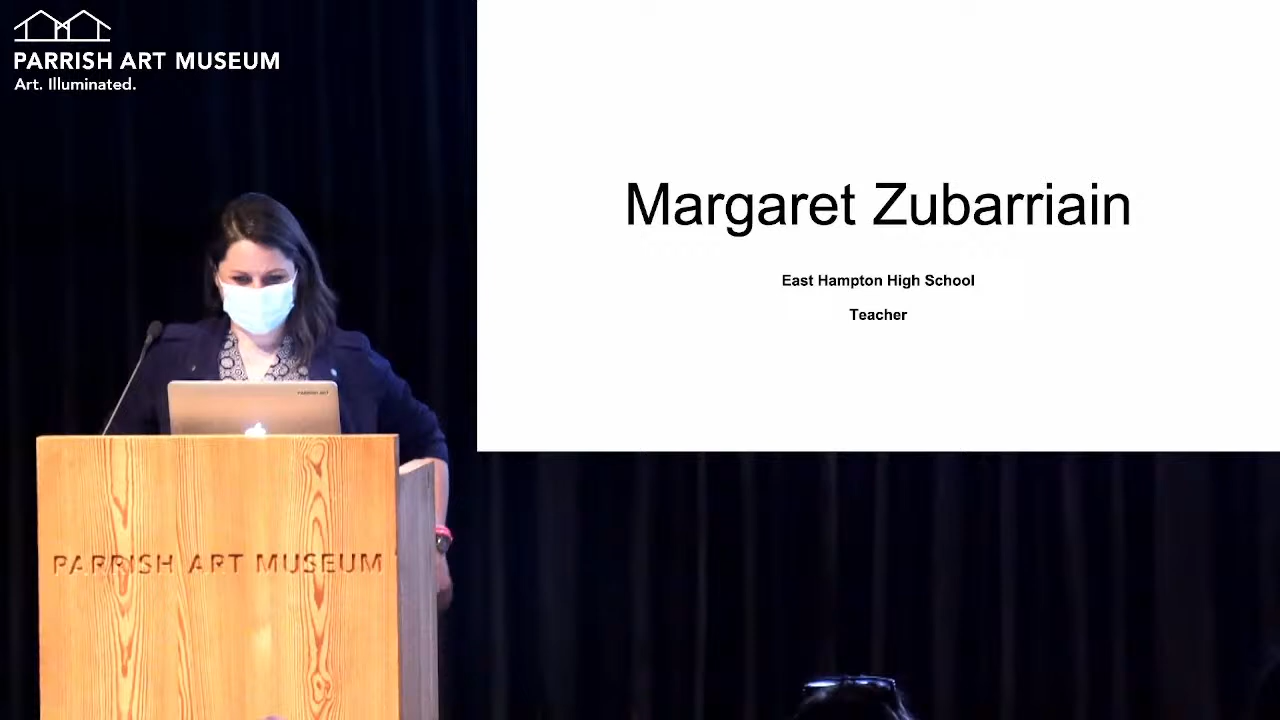 PARRISH ART MUSEUM
Art. Illuminated.
Margaret Zubarriain
East Hampton High School
Teacher
PARRISH ART MUSEUM